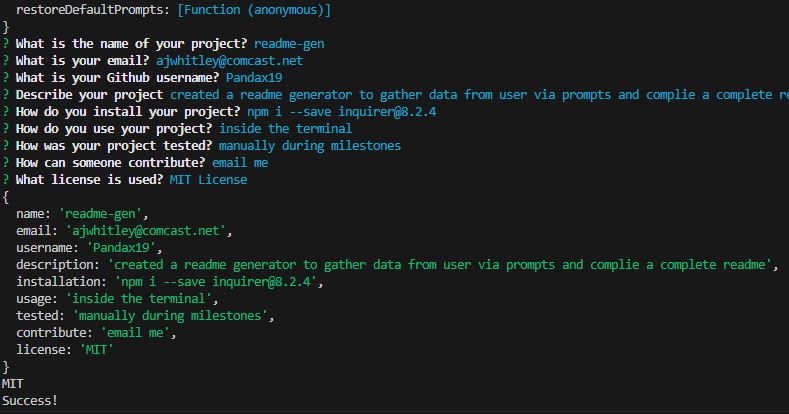 restoreDefaultPrompts: [Function (anonymous)]
}
? What is the name of your project? readme-gen
? What is your email? ajwhitley@comcast.net
? What is your Github username? Pandax19
? Describe your project created a readme generator to gather data from user via prompts and complie a complete re
? How do you install your project? npm i --save inquirer@8.2.4
? How do you use your project? inside the terminal
? How was your project tested? manually during milestones
? How can someone contribute? email me
? What license is used? MIT License
{
  name: 'readme-gen',
  email: 'ajwhitley@comcast.net',
  username: 'Pandax19',
  description: 'created a readme generator to gather data from user via prompts and complie a complete readme',
  installation: 'npm i --save inquirer@8.2.4',
  usage: 'inside the terminal',
  tested: 'manually during milestones',
  contribute: 'email me',
  license: 'MIT'
}
MIT
Success!